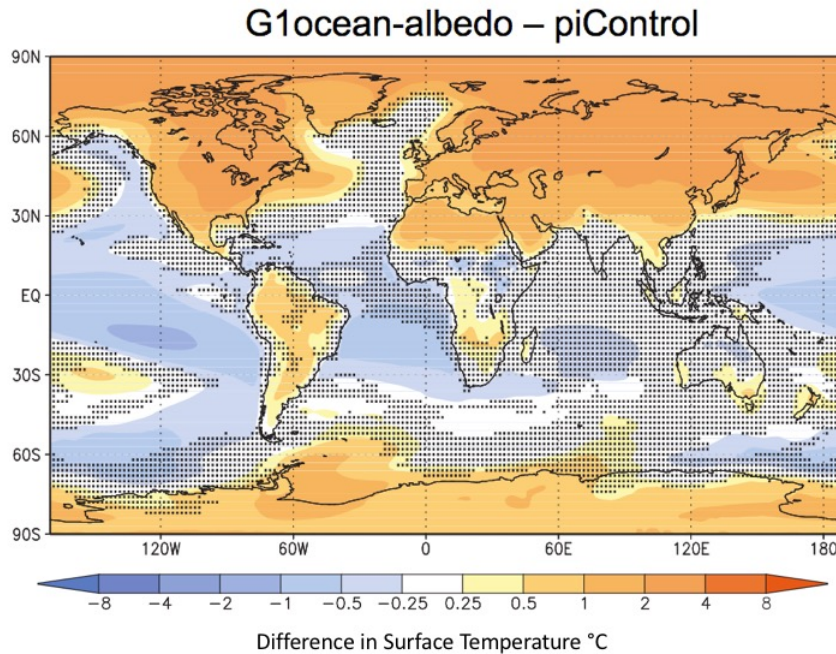 G1ocean-albedo – piControl
90N
60N
30N
EQ
30S
60S
90S
120W 60W 0 60E 120E 180
-8 -4 -2 -1 -0.5 -0.25 0.25 0.5 1 2 4 8
Difference in Surface Temperature °C